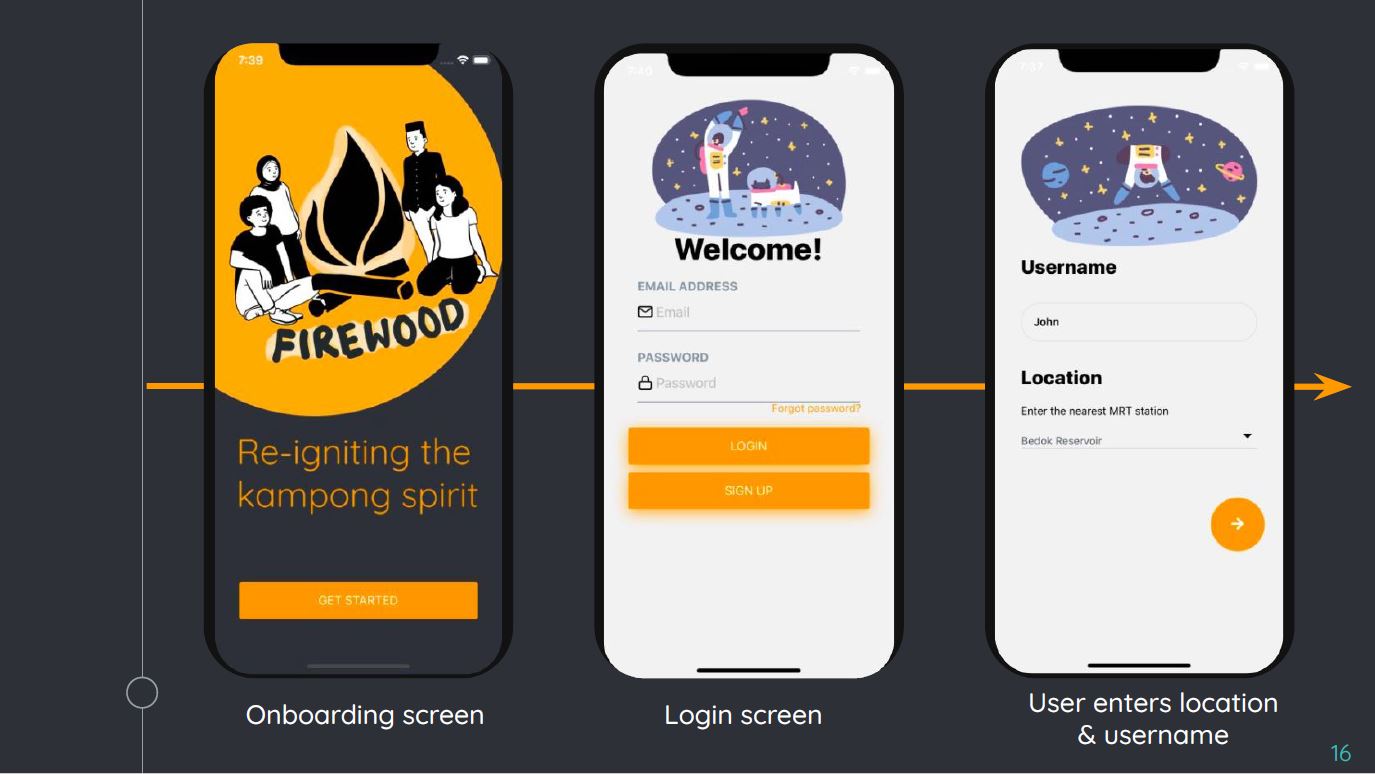 7:39
FIREWOOD
Re-igniting the
kampong spirit
GET STARTED
Onboarding screen
7:40
Welcome!
EMAIL ADDRESS
Email
PASSWORD
Password
Forgot password?
LOGIN
SIGN UP
Login screen
7:37
Username
John
Location
Enter the nearest MRT station
Bedok Reservoir
User enters location
& username
16